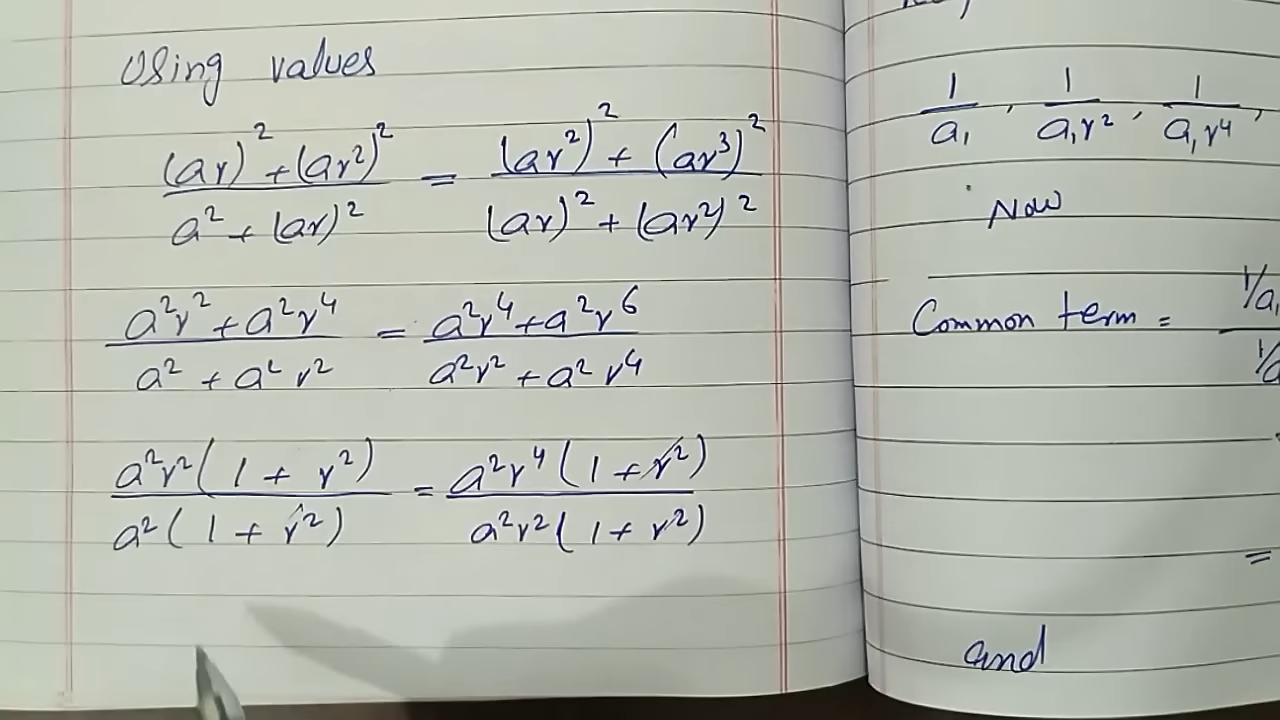 Using values
(ar)² + (ar²)² / a² + (ar)² = (ar²)² + (ar³)² / (ar)² + (ar²)²
a²r² + a²r⁴ / a² + a²r² = a²r⁴ + a²r⁶ / a²r² + a²r⁴
a²r²(1 + r²) / a²(1 + r²) = a²r⁴(1 + r²) / a²r²(1 + r²)
1/a₁, 1/a₁r², 1/a₁r⁴,
Now
Common term =
=
and